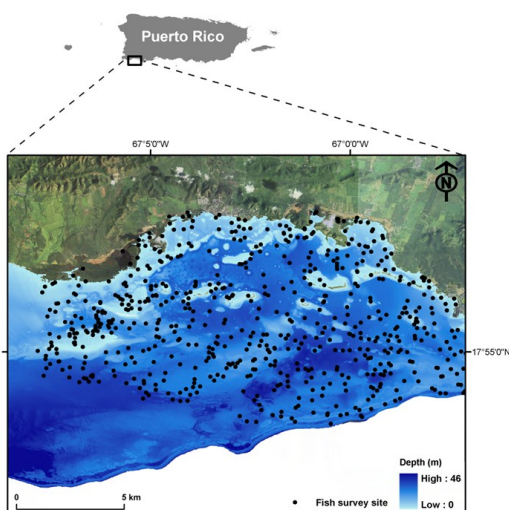 Puerto Rico
67°5'0"W
67°0'0"W
N
17°55'0"N
Depth (m)
High : 46
Low : 0
0
5 km
Fish survey site